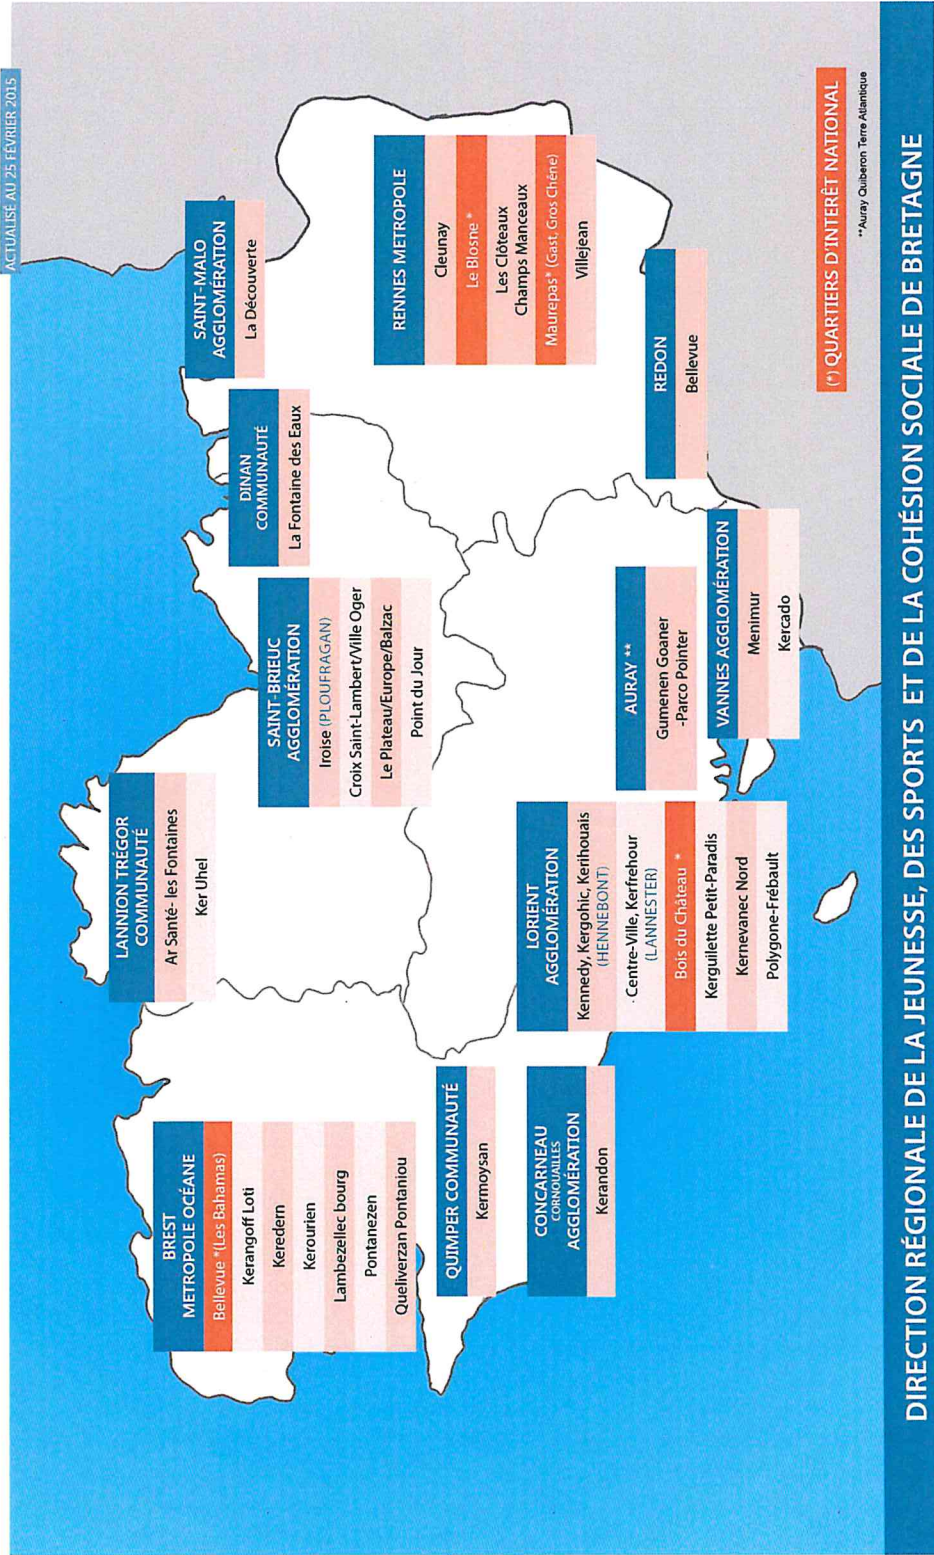 ACTUALISÉ AU 25 FÉVRIER 2015
LANNION TRÉGOR
COMMUNAUTÉ
Ar Santé- les Fontaines
Ker Uhel
BREST
METROPOLE OCÉANE
Bellevue *(Les Bahamas)
Kerangoff Loti
Keredern
Kerourien
Lambezellec bourg
Pontanezen
Queliverzan Pontaniou
SAINT-MALO
AGGLOMÉRATION
La Découverte
DINAN
COMMUNAUTÉ
La Fontaine des Eaux
SAINT-BRIEUC
AGGLOMÉRATION
Iroise (PLOUFRAGAN)
Croix Saint-Lambert/Ville Oger
Le Plateau/Europe/Balzac
Point du Jour
RENNES METROPOLE
Cleunay
Le Blosne *
Les Clôteaux
Champs Manceaux
Maurepas* (Gast, Gros Chêne)
Villejean
QUIMPER COMMUNAUTÉ
Kermoysan
CONCARNEAU
CORNOUAILLES
AGGLOMÉRATION
Kerandon
LORIENT
AGGLOMÉRATION
Kennedy, Kergohic, Kerihouais
(HENNEBONT)
Centre-Ville, Kerfrehour
(LANNESTER)
Bois du Château *
Kerguillette Petit-Paradis
Kernevanec Nord
Polygone-Frébault
AURAY **
Gumenen Goaner
-Parco Pointer
VANNES AGGLOMÉRATION
Menimur
Kercado
REDON
Bellevue
(*) QUARTIERS D'INTERÊT NATIONAL
**Auray Quiberon Terre Atlantique
DIRECTION RÉGIONALE DE LA JEUNESSE, DES SPORTS ET DE LA COHÉSION SOCIALE DE BRETAGNE